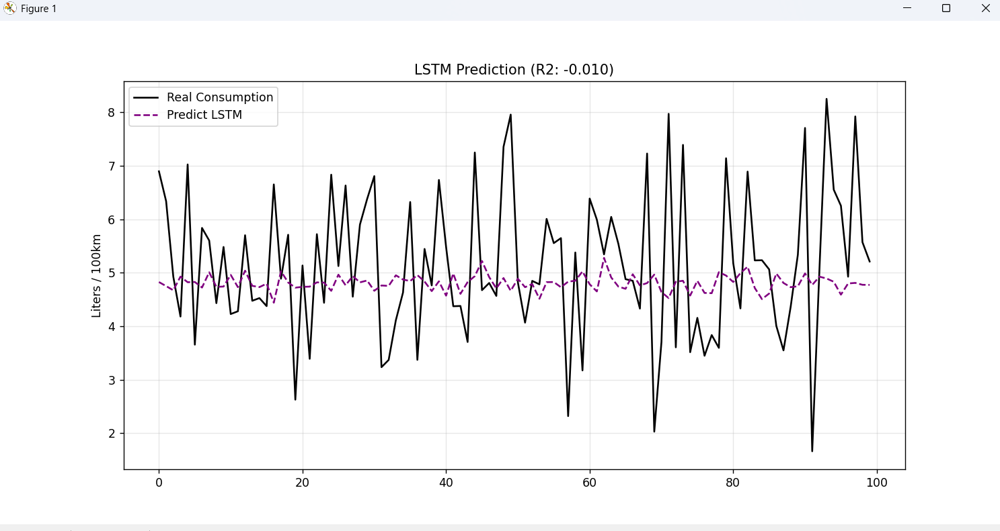 Figure 1
LSTM Prediction (R2: -0.010)
Real Consumption
Predict LSTM
Liters / 100km
8
7
6
5
4
3
2
0 20 40 60 80 100